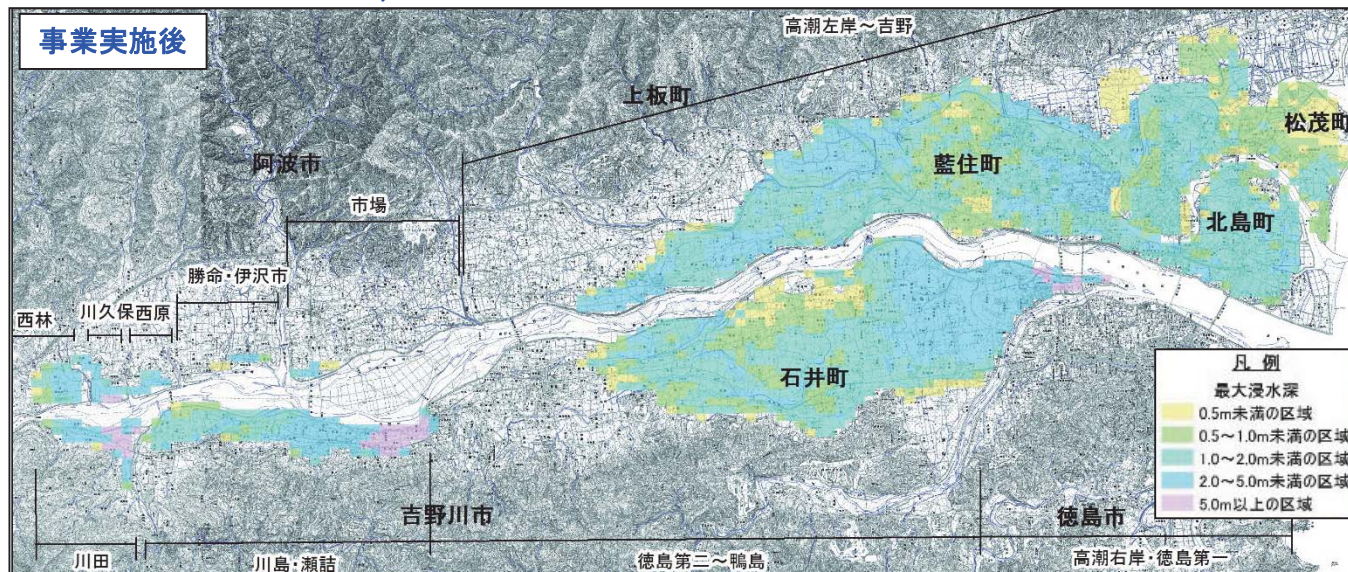 事業実施後
高潮左岸～吉野
上板町
松茂町
阿波市
藍住町
市場
北島町
勝命・伊沢市
川久保
西原
西林
石井町
凡 例
最大浸水深
0.5m未満の区域
0.5～1.0m未満の区域
1.0～2.0m未満の区域
2.0～5.0m未満の区域
5.0m以上の区域
吉野川市
徳島市
川田
川島・瀬詰
徳島第二～鴨島
高潮右岸・徳島第一